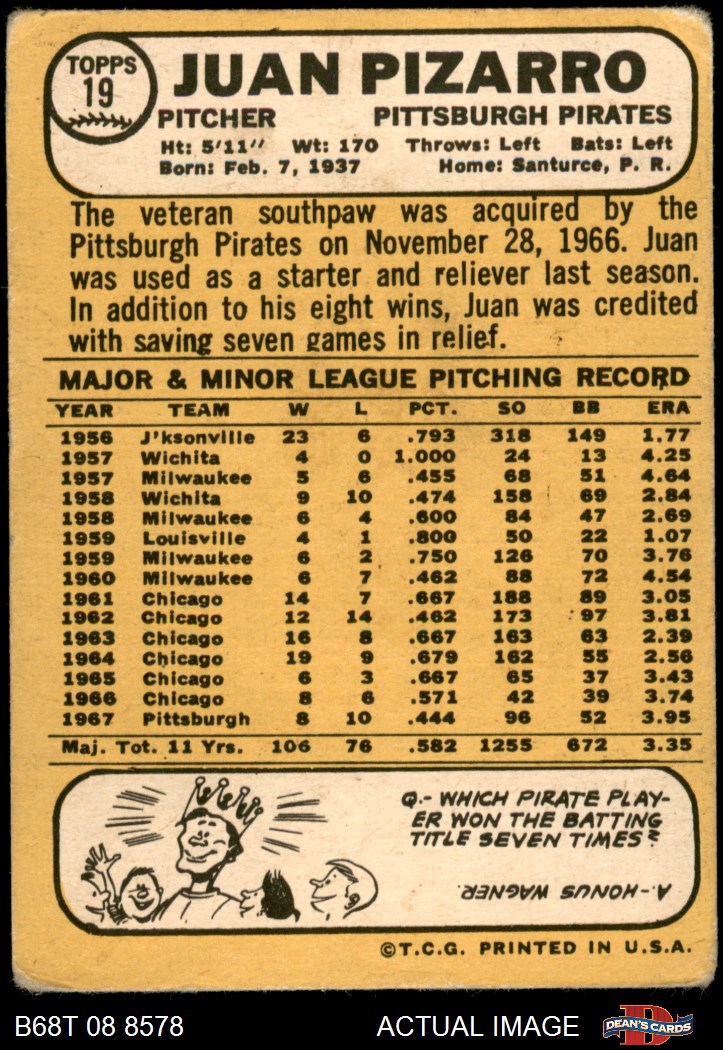 TOPPS
19
JUAN PIZARRO
PITCHER PITTSBURGH PIRATES
Ht: 5'11" Wt: 170 Throws: Left Bats: Left
Born: Feb. 7, 1937 Home: Santurce, P. R.
The veteran southpaw was acquired by the
Pittsburgh Pirates on November 28, 1966. Juan
was used as a starter and reliever last season.
In addition to his eight wins, Juan was credited
with saving seven games in relief.
MAJOR & MINOR LEAGUE PITCHING RECORD
YEAR TEAM W L PCT. SO BB ERA
1956 J'ksonville 23 6 .793 318 149 1.77
1957 Wichita 4 0 1.000 24 13 4.25
1957 Milwaukee 5 6 .455 68 51 4.64
1958 Wichita 9 10 .474 158 69 2.84
1958 Milwaukee 6 4 .600 84 47 2.69
1959 Louisville 4 1 .800 50 22 1.07
1959 Milwaukee 6 2 .750 126 70 3.76
1960 Milwaukee 6 7 .462 88 72 4.54
1961 Chicago 14 7 .667 188 89 3.05
1962 Chicago 12 14 .462 173 97 3.81
1963 Chicago 16 8 .667 163 63 2.39
1964 Chicago 19 9 .679 162 55 2.56
1965 Chicago 6 3 .667 65 37 3.43
1966 Chicago 8 6 .571 42 39 3.74
1967 Pittsburgh 8 10 .444 96 52 3.95
Maj. Tot. 11 Yrs. 106 76 .582 1255 672 3.35
Q.- WHICH PIRATE PLAY-
ER WON THE BATTING
TITLE SEVEN TIMES?
A.-HONUS WAGNER.
©T.C.G. PRINTED IN U.S.A.
B68T 08 8578 ACTUAL IMAGE D DEAN'S CARDS